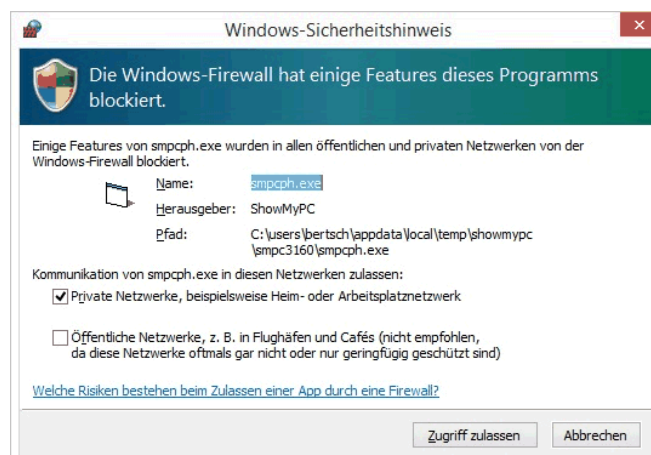 Windows-Sicherheitshinweis
Die Windows-Firewall hat einige Features dieses Programms
blockiert.
Einige Features von smpcph.exe wurden in allen öffentlichen und privaten Netzwerken von der
Windows-Firewall blockiert.
Name: smpcph.exe
Herausgeber: ShowMyPC
Pfad: C:\users\bertsch\appdata\local\temp\showmypc
\smpc3160\smpcph.exe
Kommunikation von smpcph.exe in diesen Netzwerken zulassen:
Private Netzwerke, beispielsweise Heim- oder Arbeitsplatznetzwerk
Öffentliche Netzwerke, z. B. in Flughäfen und Cafés (nicht empfohlen,
da diese Netzwerke oftmals gar nicht oder nur geringfügig geschützt sind)
Welche Risiken bestehen beim Zulassen einer App durch eine Firewall?
Zugriff zulassen Abbrechen